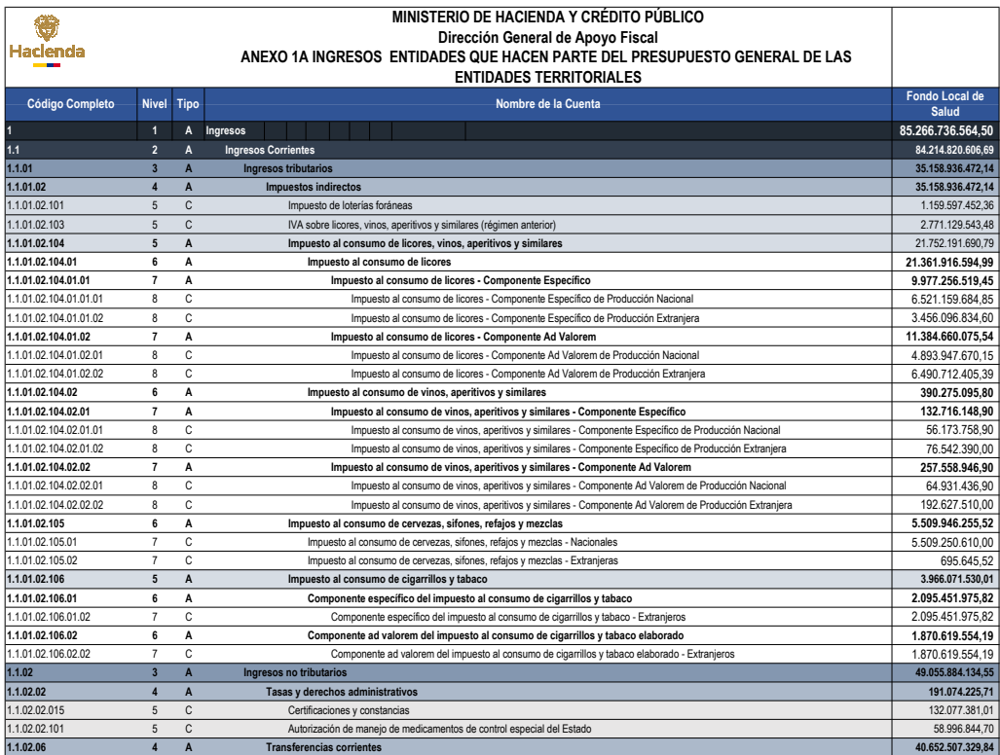 Hacienda
MINISTERIO DE HACIENDA Y CRÉDITO PÚBLICO
Dirección General de Apoyo Fiscal
ANEXO 1A INGRESOS ENTIDADES QUE HACEN PARTE DEL PRESUPUESTO GENERAL DE LAS
ENTIDADES TERRITORIALES
Código Completo Nivel Tipo Nombre de la Cuenta Fondo Local de Salud
1 1 A Ingresos 85.266.736.564,50
1.1 2 A Ingresos Corrientes 84.214.820.606,69
1.1.01 3 A Ingresos tributarios 35.158.936.472,14
1.1.01.02 4 A Impuestos indirectos 35.158.936.472,14
1.1.01.02.101 5 C Impuesto de loterías foráneas 1.159.597.452,36
1.1.01.02.103 5 C IVA sobre licores, vinos, aperitivos y similares (régimen anterior) 2.771.129.543,48
1.1.01.02.104 5 A Impuesto al consumo de licores, vinos, aperitivos y similares 21.752.191.690,79
1.1.01.02.104.01 6 A Impuesto al consumo de licores 21.361.916.594,99
1.1.01.02.104.01.01 7 A Impuesto al consumo de licores - Componente Específico 9.977.256.519,45
1.1.01.02.104.01.01.01 8 C Impuesto al consumo de licores - Componente Específico de Producción Nacional 6.521.159.684,85
1.1.01.02.104.01.01.02 8 C Impuesto al consumo de licores - Componente Específico de Producción Extranjera 3.456.096.834,60
1.1.01.02.104.01.02 7 A Impuesto al consumo de licores - Componente Ad Valorem 11.384.660.075,54
1.1.01.02.104.01.02.01 8 C Impuesto al consumo de licores - Componente Ad Valorem de Producción Nacional 4.893.947.670,15
1.1.01.02.104.01.02.02 8 C Impuesto al consumo de licores - Componente Ad Valorem de Producción Extranjera 6.490.712.405,39
1.1.01.02.104.02 6 A Impuesto al consumo de vinos, aperitivos y similares 390.275.095,80
1.1.01.02.104.02.01 7 A Impuesto al consumo de vinos, aperitivos y similares - Componente Específico 132.716.148,90
1.1.01.02.104.02.01.01 8 C Impuesto al consumo de vinos, aperitivos y similares - Componente Específico de Producción Nacional 56.173.758,90
1.1.01.02.104.02.01.02 8 C Impuesto al consumo de vinos, aperitivos y similares - Componente Específico de Producción Extranjera 76.542.390,00
1.1.01.02.104.02.02 7 A Impuesto al consumo de vinos, aperitivos y similares - Componente Ad Valorem 257.558.946,90
1.1.01.02.104.02.02.01 8 C Impuesto al consumo de vinos, aperitivos y similares - Componente Ad Valorem de Producción Nacional 64.931.436,90
1.1.01.02.104.02.02.02 8 C Impuesto al consumo de vinos, aperitivos y similares - Componente Ad Valorem de Producción Extranjera 192.627.510,00
1.1.01.02.105 6 A Impuesto al consumo de cervezas, sifones, refajos y mezclas 5.509.946.255,52
1.1.01.02.105.01 7 C Impuesto al consumo de cervezas, sifones, refajos y mezclas - Nacionales 5.509.250.610,00
1.1.01.02.105.02 7 C Impuesto al consumo de cervezas, sifones, refajos y mezclas - Extranjeras 695.645,52
1.1.01.02.106 5 A Impuesto al consumo de cigarrillos y tabaco 3.966.071.530,01
1.1.01.02.106.01 6 A Componente específico del impuesto al consumo de cigarrillos y tabaco 2.095.451.975,82
1.1.01.02.106.01.02 7 C Componente específico del impuesto al consumo de cigarrillos y tabaco - Extranjeros 2.095.451.975,82
1.1.01.02.106.02 6 A Componente ad valorem del impuesto al consumo de cigarrillos y tabaco elaborado 1.870.619.554,19
1.1.01.02.106.02.02 7 C Componente ad valorem del impuesto al consumo de cigarrillos y tabaco elaborado - Extranjeros 1.870.619.554,19
1.1.02 3 A Ingresos no tributarios 49.055.884.134,55
1.1.02.02 4 A Tasas y derechos administrativos 191.074.225,71
1.1.02.02.015 5 C Certificaciones y constancias 132.077.381,01
1.1.02.02.101 5 C Autorización de manejo de medicamentos de control especial del Estado 58.996.844,70
1.1.02.06 4 A Transferencias corrientes 40.652.507.329,84